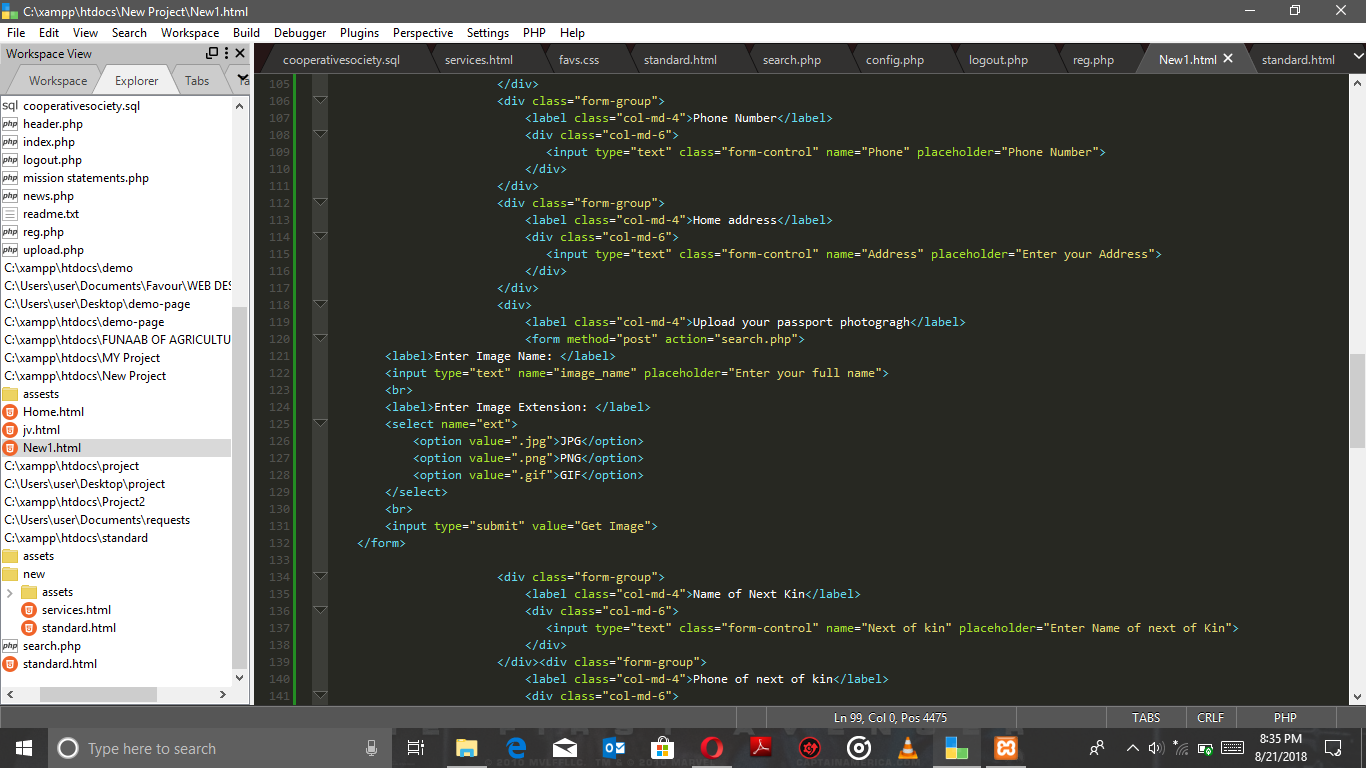 C:\xampp\htdocs\New Project\New1.html
File Edit View Search Workspace Build Debugger Plugins Perspective Settings PHP Help
Workspace View
Workspace Explorer Tabs
cooperativesociety.sql services.html favs.css standard.html search.php config.php logout.php reg.php New1.html standard.html
sql cooperativesociety.sql
php header.php
php index.php
php logout.php
php mission statements.php
php news.php
readme.txt
php reg.php
php upload.php
C:\xampp\htdocs\demo
C:\Users\user\Documents\Favour\WEB DES
C:\Users\user\Desktop\demo-page
C:\xampp\htdocs\demo-page
C:\xampp\htdocs\FUNAAB OF AGRICULTU
C:\xampp\htdocs\MY Project
C:\xampp\htdocs\New Project
assests
Home.html
jv.html
New1.html
C:\xampp\htdocs\project
C:\Users\user\Desktop\project
C:\xampp\htdocs\Project2
C:\Users\user\Documents\requests
C:\xampp\htdocs\standard
assets
new
assets
services.html
standard.html
php search.php
standard.html
105 </div>
106 <div class="form-group">
107 <label class="col-md-4">Phone Number</label>
108 <div class="col-md-6">
109 <input type="text" class="form-control" name="Phone" placeholder="Phone Number">
110 </div>
111 </div>
112 <div class="form-group">
113 <label class="col-md-4">Home address</label>
114 <div class="col-md-6">
115 <input type="text" class="form-control" name="Address" placeholder="Enter your Address">
116 </div>
117 </div>
118 <div>
119 <label class="col-md-4">Upload your passport photogragh</label>
120 <form method="post" action="search.php">
121 <label>Enter Image Name: </label>
122 <input type="text" name="image_name" placeholder="Enter your full name">
123 <br>
124 <label>Enter Image Extension: </label>
125 <select name="ext">
126 <option value=".jpg">JPG</option>
127 <option value=".png">PNG</option>
128 <option value=".gif">GIF</option>
129 </select>
130 <br>
131 <input type="submit" value="Get Image">
132 </form>
133
134 <div class="form-group">
135 <label class="col-md-4">Name of Next Kin</label>
136 <div class="col-md-6">
137 <input type="text" class="form-control" name="Next of kin" placeholder="Enter Name of next of Kin">
138 </div>
139 </div><div class="form-group">
140 <label class="col-md-4">Phone of next of kin</label>
141 <div class="col-md-6">
Ln 99, Col 0, Pos 4475 TABS CRLF PHP
Type here to search
8:35 PM
8/21/2018